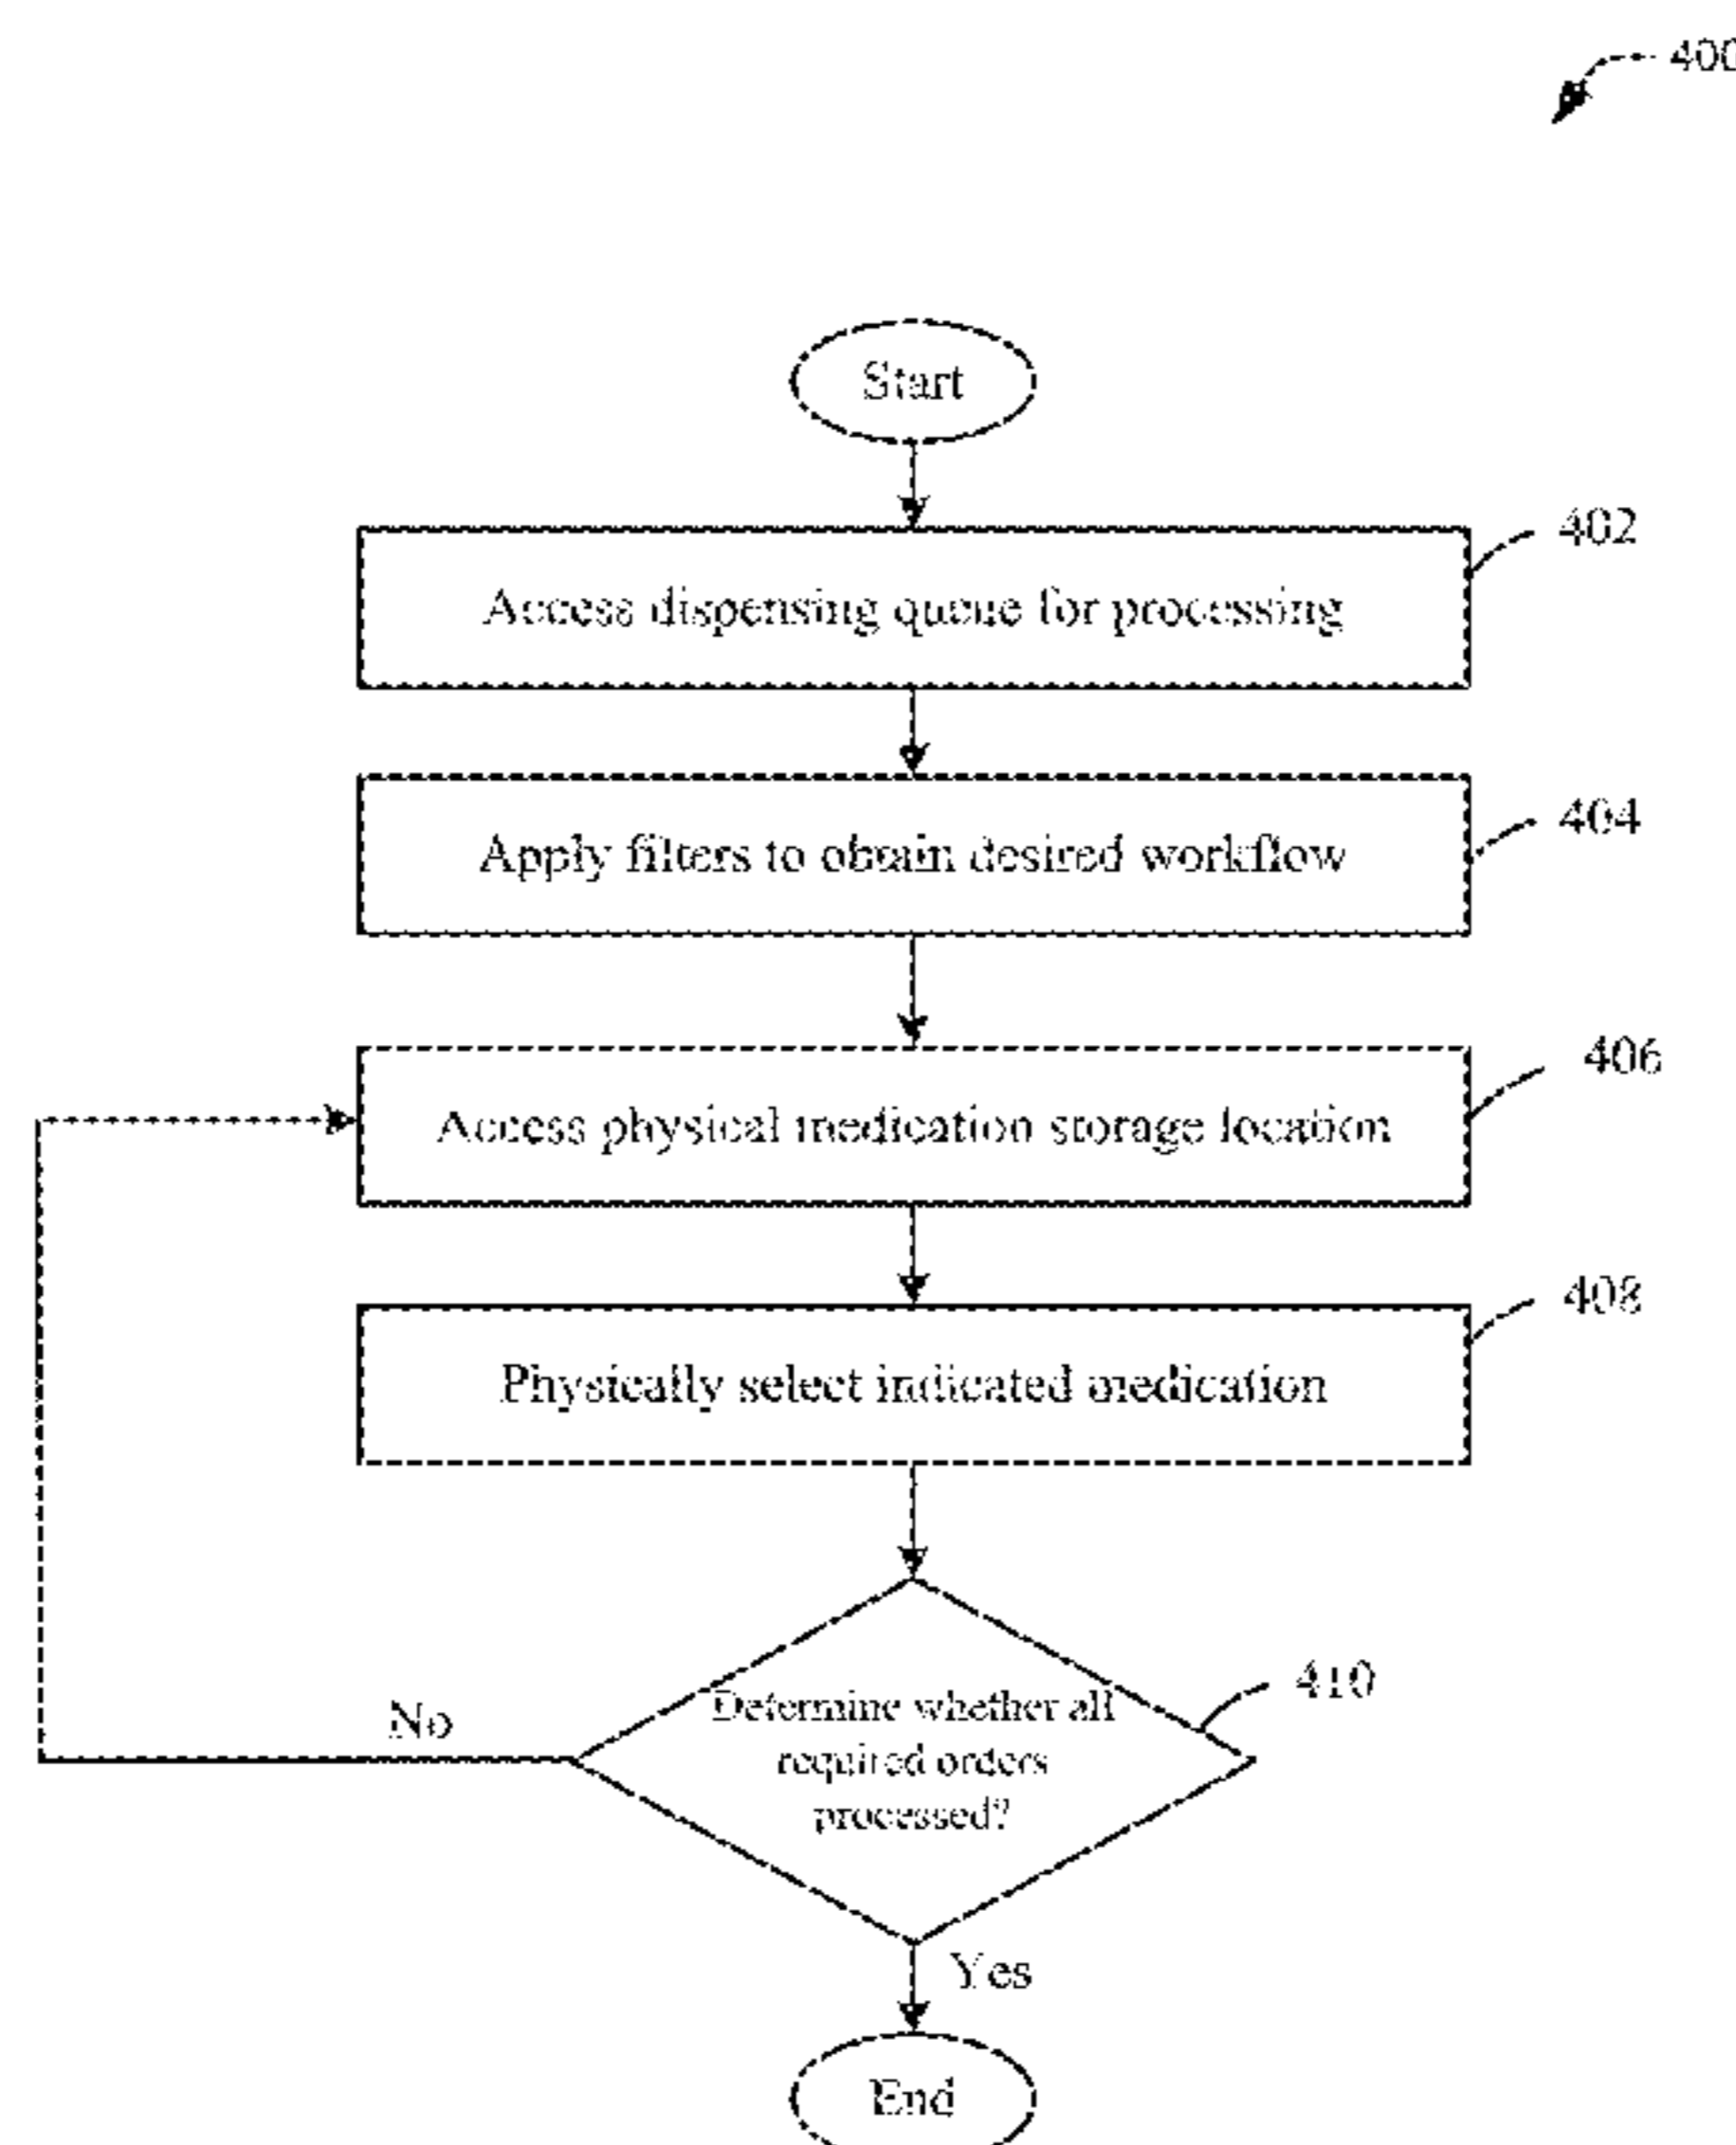 400
Start
402
Access dispensing queue for processing
404
Apply filters to obtain desired workflow
406
Access physical medication storage location
408
Physically select indicated medication
410
No
Determine whether all
required orders
processed?
Yes
End